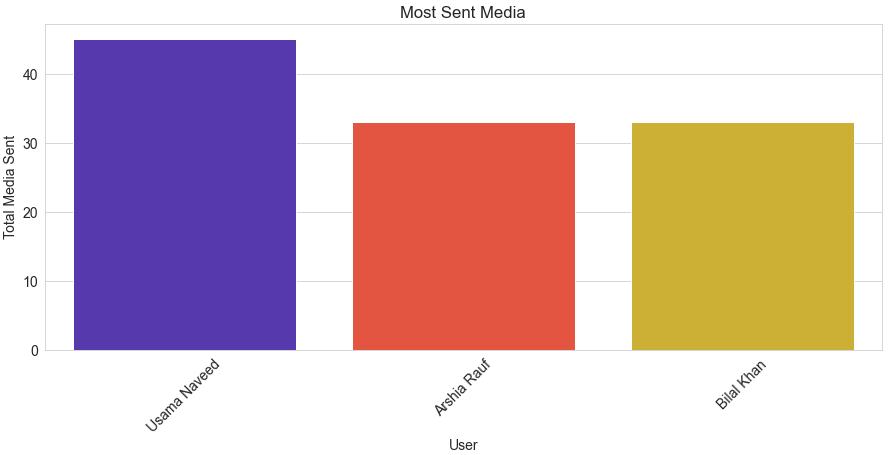 Most Sent Media
Total Media Sent
40
30
20
10
0
Usama Naveed
Arshia Rauf
Bilal Khan
User